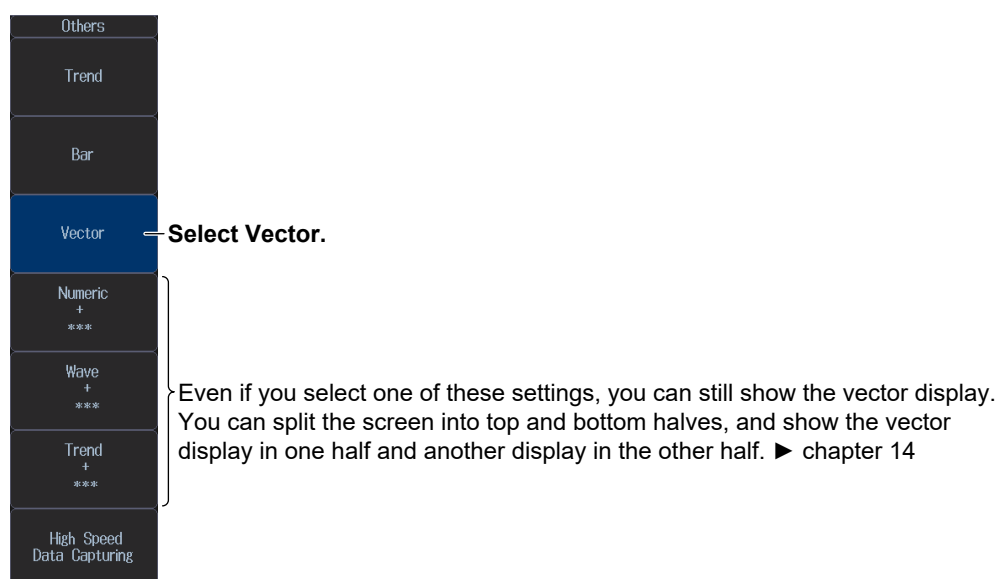 Others
Trend
Bar
Vector
Select Vector.
Numeric
+
***
Wave
+
***
Trend
+
***
Even if you select one of these settings, you can still show the vector display.
You can split the screen into top and bottom halves, and show the vector
display in one half and another display in the other half. ► chapter 14
High Speed
Data Capturing